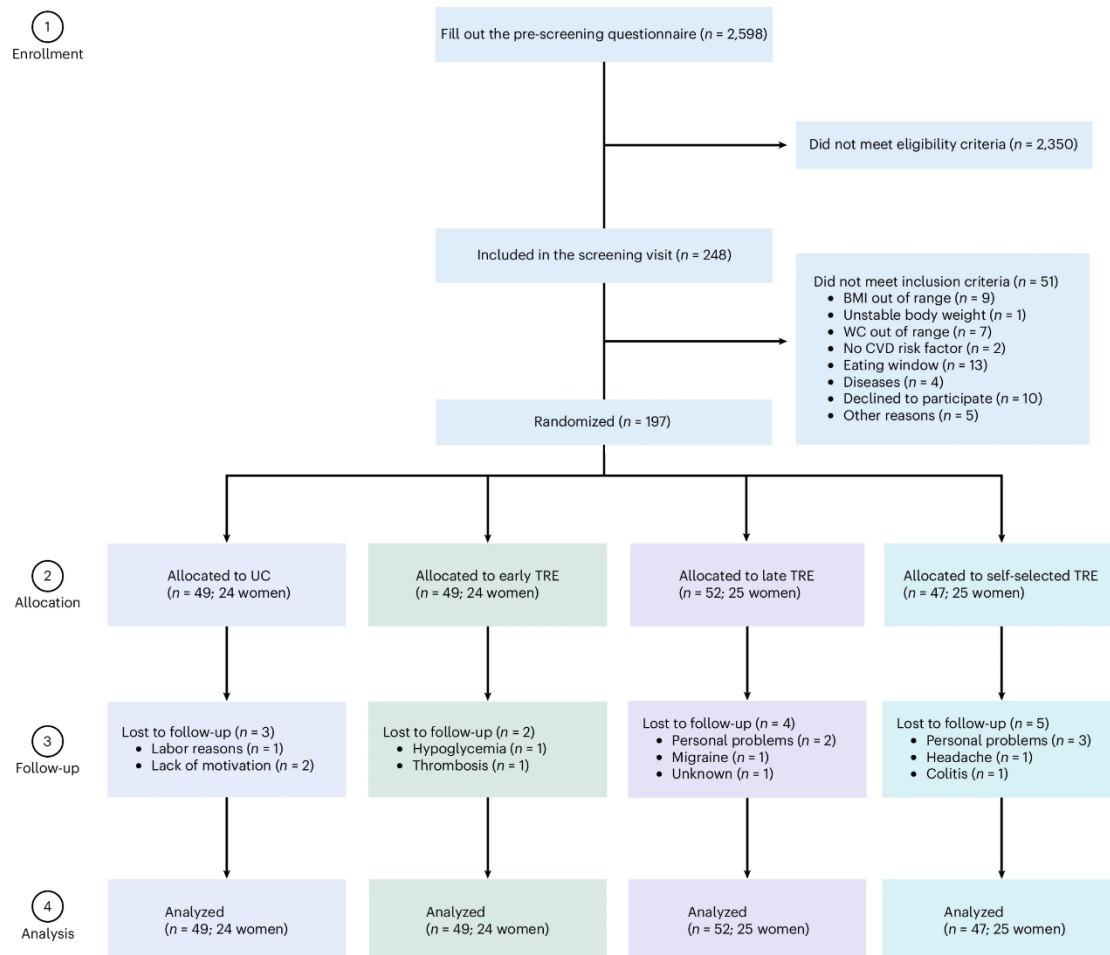 1
Enrollment
Fill out the pre-screening questionnaire (n = 2,598)
Did not meet eligibility criteria (n = 2,350)
Included in the screening visit (n = 248)
Did not meet inclusion criteria (n = 51)
• BMI out of range (n = 9)
• Unstable body weight (n = 1)
• WC out of range (n = 7)
• No CVD risk factor (n = 2)
• Eating window (n = 13)
• Diseases (n = 4)
• Declined to participate (n = 10)
• Other reasons (n = 5)
Randomized (n = 197)
2
Allocation
Allocated to UC
(n = 49; 24 women)
Allocated to early TRE
(n = 49; 24 women)
Allocated to late TRE
(n = 52; 25 women)
Allocated to self-selected TRE
(n = 47; 25 women)
3
Follow-up
Lost to follow-up (n = 3)
• Labor reasons (n = 1)
• Lack of motivation (n = 2)
Lost to follow-up (n = 2)
• Hypoglycemia (n = 1)
• Thrombosis (n = 1)
Lost to follow-up (n = 4)
• Personal problems (n = 2)
• Migraine (n = 1)
• Unknown (n = 1)
Lost to follow-up (n = 5)
• Personal problems (n = 3)
• Headache (n = 1)
• Colitis (n = 1)
4
Analysis
Analyzed
(n = 49; 24 women)
Analyzed
(n = 49; 24 women)
Analyzed
(n = 52; 25 women)
Analyzed
(n = 47; 25 women)